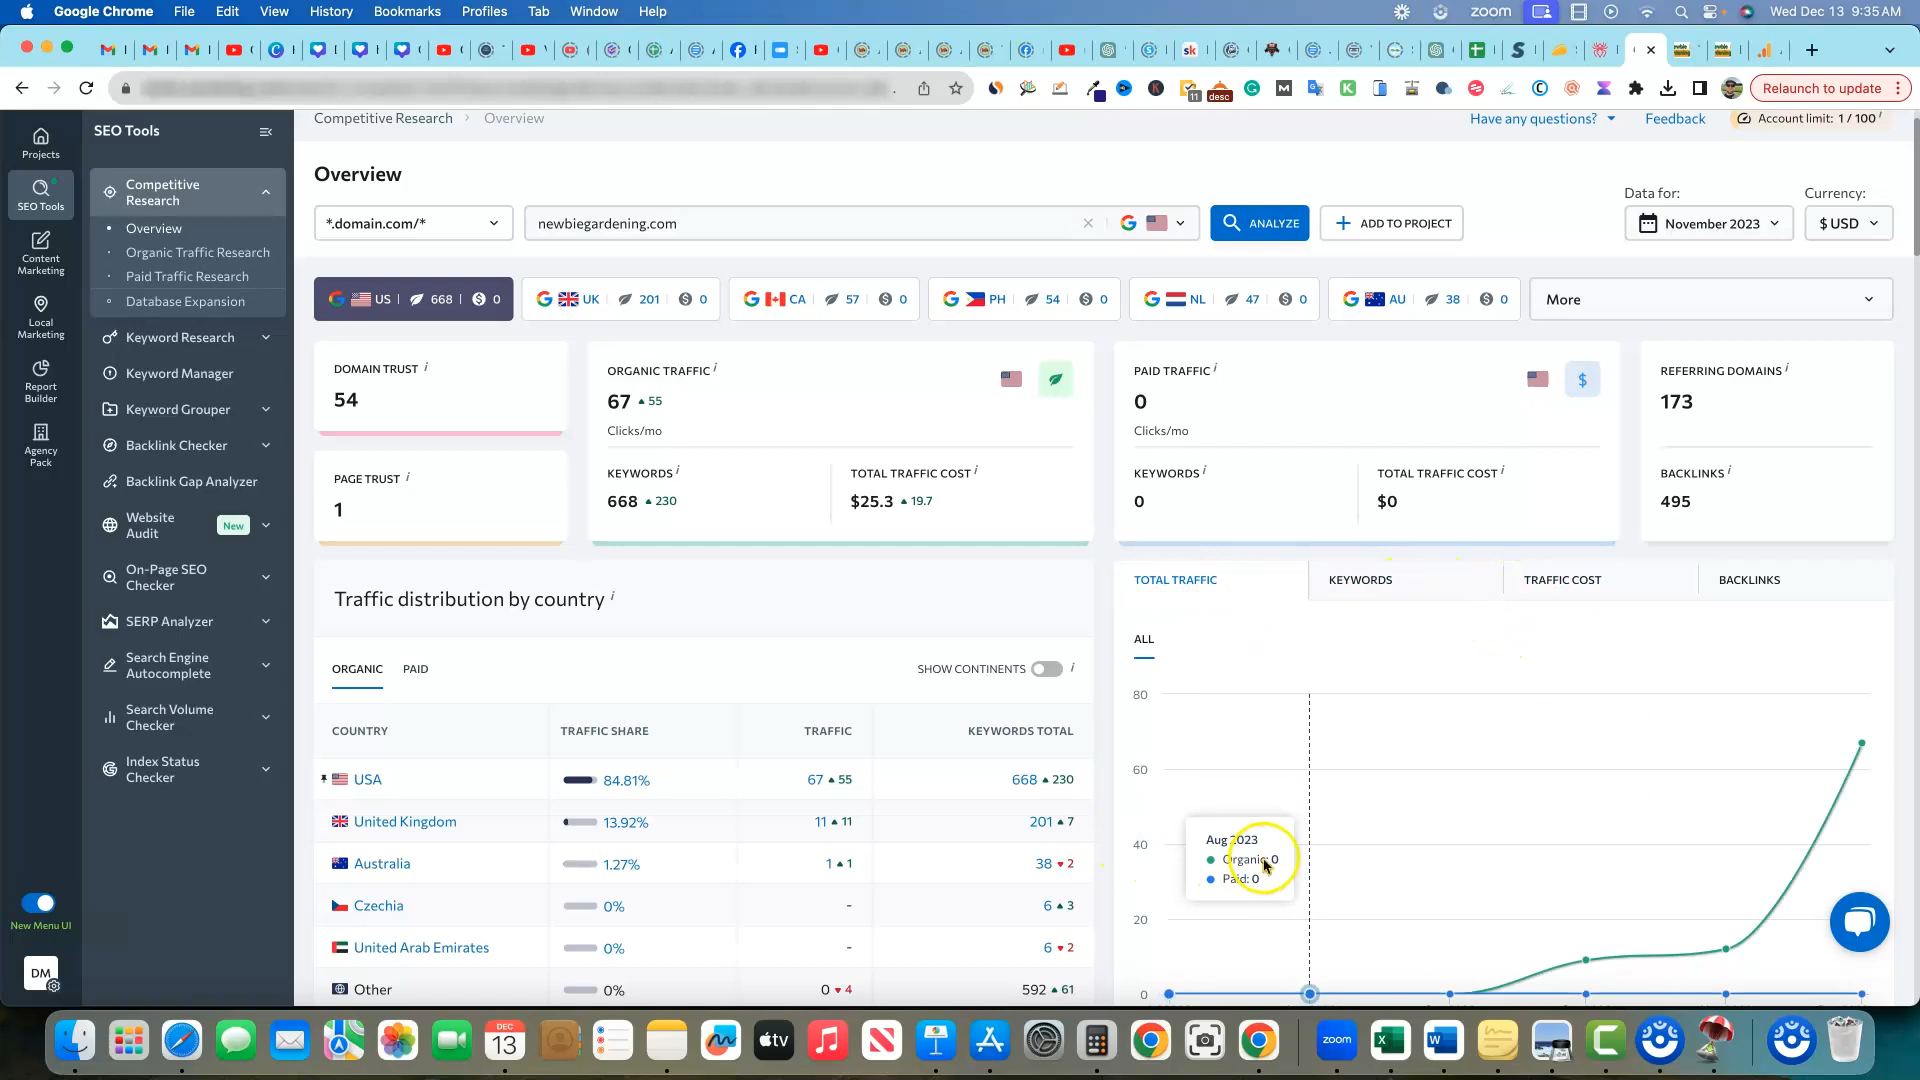 Google Chrome File Edit View History Bookmarks Profiles Tab Window Help zoom Wed Dec 13 9:35 AM
sk
11 desc Relaunch to update
Projects
SEO Tools
Content Marketing
Local Marketing
Report Builder
Agency Pack
New Menu UI
DM
SEO Tools
Competitive Research
Overview
Organic Traffic Research
Paid Traffic Research
Database Expansion
Keyword Research
Keyword Manager
Keyword Grouper
Backlink Checker
Backlink Gap Analyzer
Website Audit New
On-Page SEO Checker
SERP Analyzer
Search Engine Autocomplete
Search Volume Checker
Index Status Checker
Competitive Research > Overview Have any questions? Feedback Account limit: 1 / 100 i
Overview
Data for: Currency:
*.domain.com/* newbiegardening.com ANALYZE ADD TO PROJECT November 2023 $ USD
US 668 0 UK 201 0 CA 57 0 PH 54 0 NL 47 0 AU 38 0 More
DOMAIN TRUST i
54
PAGE TRUST i
1
ORGANIC TRAFFIC i
67 55
Clicks/mo
KEYWORDS i TOTAL TRAFFIC COST i
668 230 $25.3 19.7
PAID TRAFFIC i
0
Clicks/mo
KEYWORDS i TOTAL TRAFFIC COST i
0 $0
REFERRING DOMAINS i
173
BACKLINKS i
495
Traffic distribution by country i
ORGANIC PAID SHOW CONTINENTS i
COUNTRY TRAFFIC SHARE TRAFFIC KEYWORDS TOTAL
USA 84.81% 67 55 668 230
United Kingdom 13.92% 11 11 201 7
Australia 1.27% 1 1 38 2
Czechia 0% - 6 3
United Arab Emirates 0% - 6 2
Other 0% 0 4 592 61
TOTAL TRAFFIC KEYWORDS TRAFFIC COST BACKLINKS
ALL
80
60
40
20
0
Aug 2023
Organic: 0
Paid: 0
DEC 13 tv zoom X W